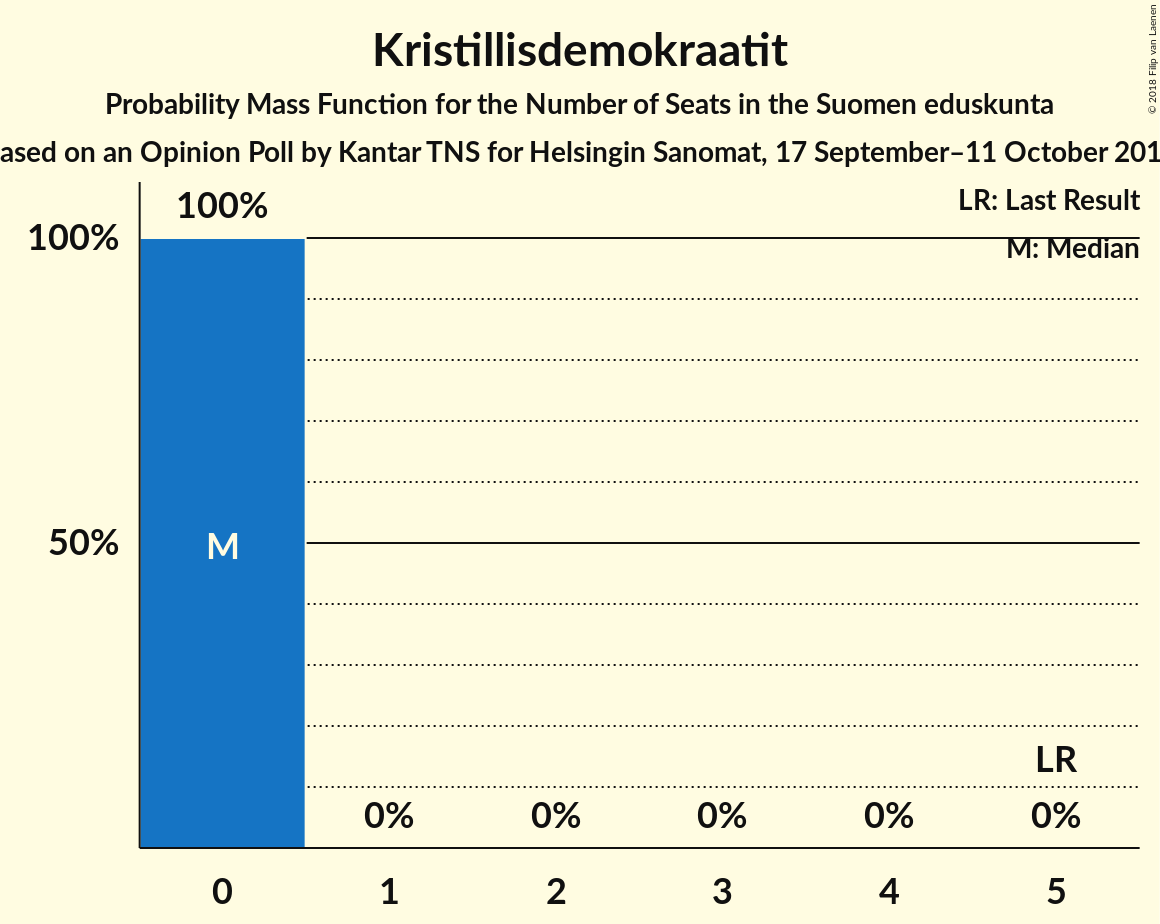 Kristillisdemokraatit
Probability Mass Function for the Number of Seats in the Suomen eduskunta
ased on an Opinion Poll by Kantar TNS for Helsingin Sanomat, 17 September–11 October 201
© 2018 Filip van Laenen
LR: Last Result
M: Median
100%
100%
50%
M
LR
0% 0% 0% 0% 0%
0 1 2 3 4 5